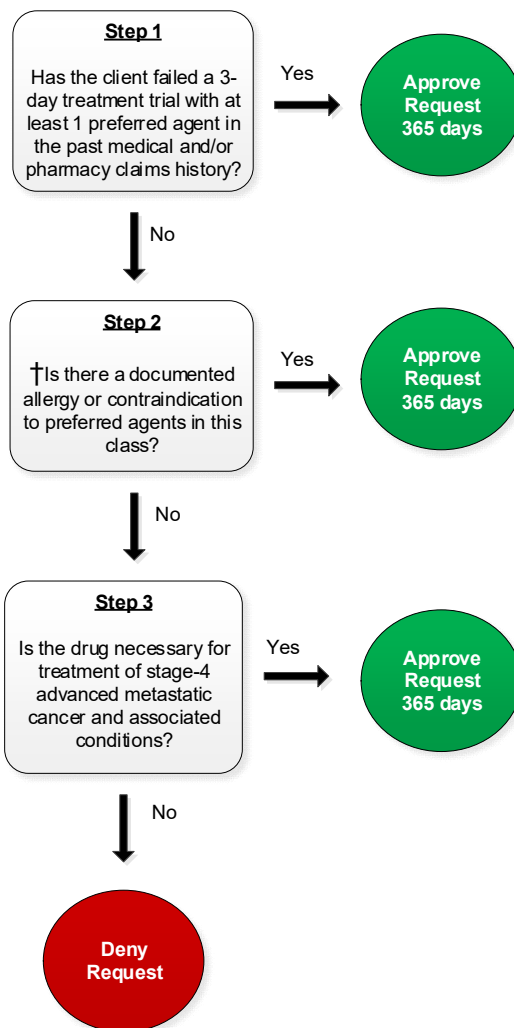 Step 1
Has the client failed a 3-
day treatment trial with at
least 1 preferred agent in
the past medical and/or
pharmacy claims history?
Yes
Approve
Request
365 days
No
Step 2
†Is there a documented
allergy or contraindication
to preferred agents in this
class?
Yes
Approve
Request
365 days
No
Step 3
Is the drug necessary for
treatment of stage-4
advanced metastatic
cancer and associated
conditions?
Yes
Approve
Request
365 days
No
Deny
Request